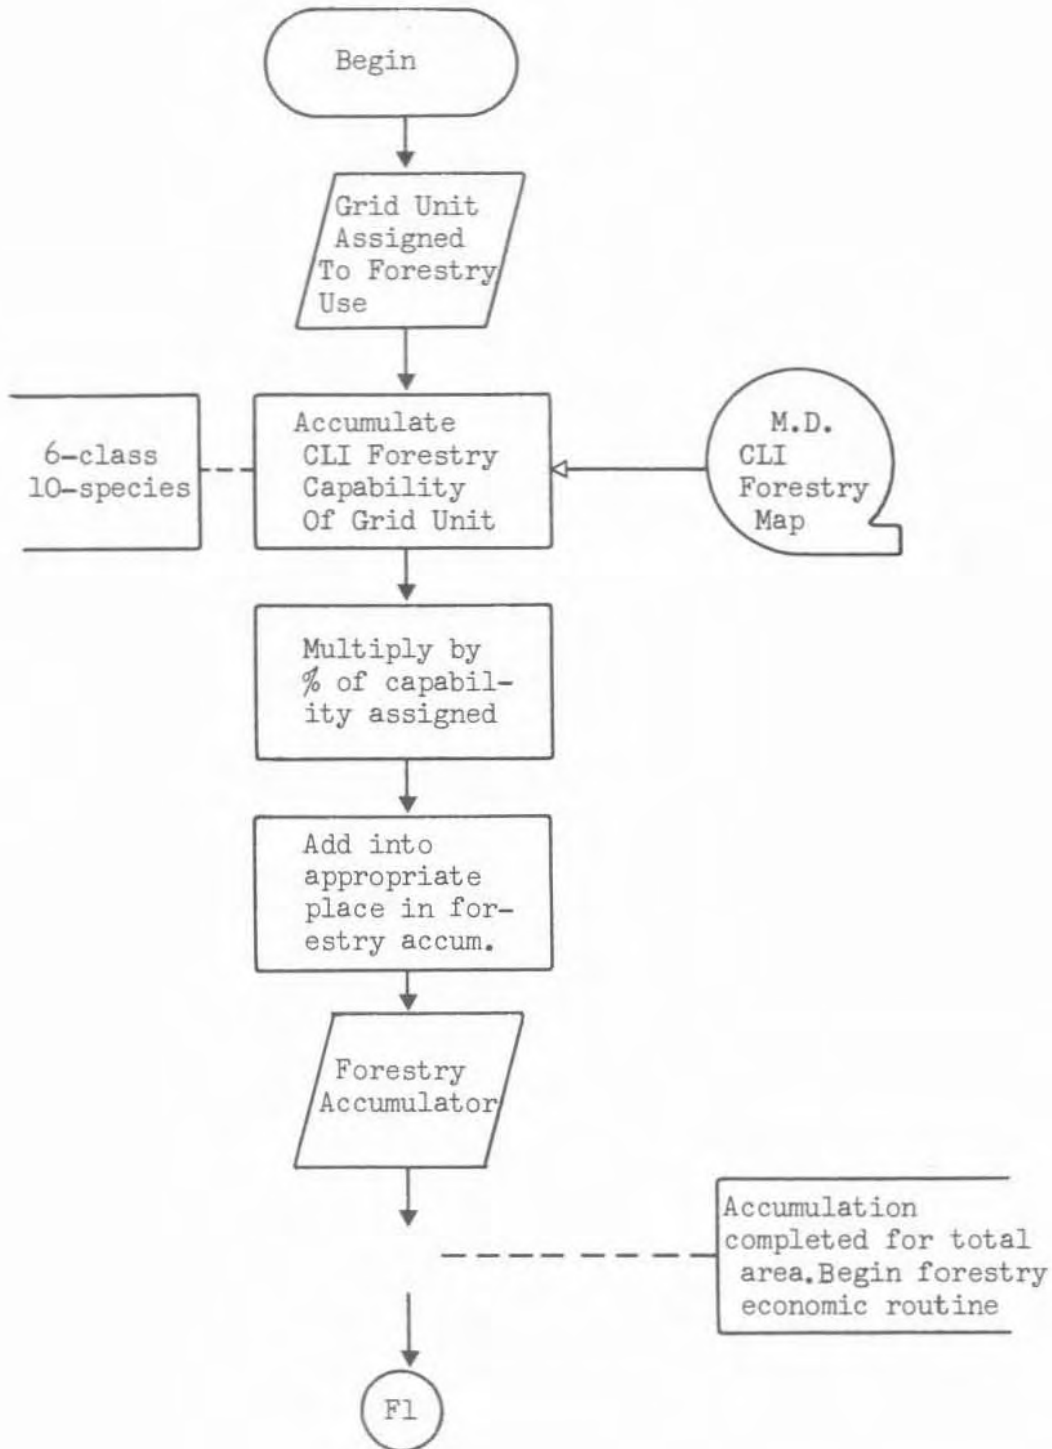 Begin
Grid Unit
Assigned
To Forestry
Use
6-class
10-species
Accumulate
CLI Forestry
Capability
Of Grid Unit
M.D.
CLI
Forestry
Map
Multiply by
% of capabil-
ity assigned
Add into
appropriate
place in for-
estry accum.
Forestry
Accumulator
Accumulation
completed for total
area.Begin forestry
economic routine
F1